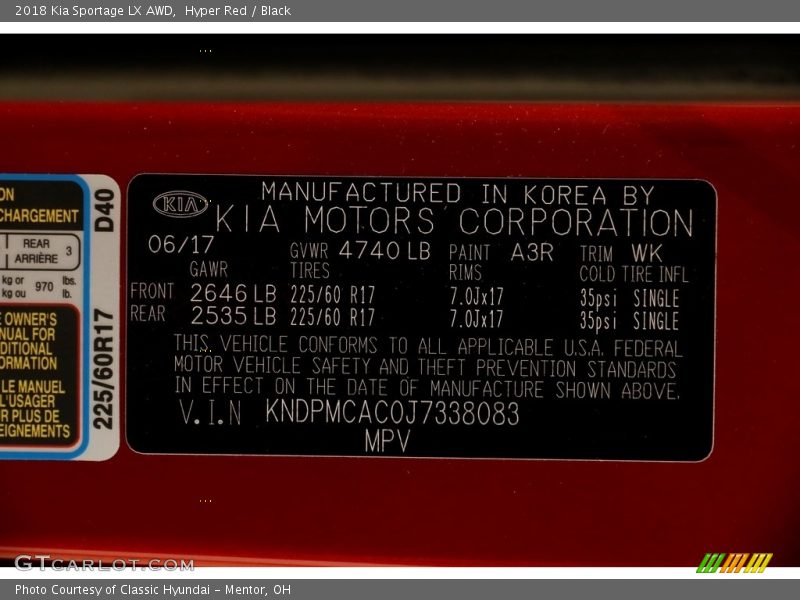 2018 Kia Sportage LX AWD,  Hyper Red / Black
ON
CHARGEMENT
REAR
ARRIÈRE 3
kg or
kg ou 970 lbs.
lb.
E OWNER'S
NUAL FOR
DITIONAL
ORMATION
LE MANUEL
L'USAGER
R PLUS DE
EIGNEMENTS
D40
225/60R17
KIA
MANUFACTURED IN KOREA BY
KIA MOTORS CORPORATION
06/17 GVWR 4740 LB PAINT A3R TRIM WK
GAWR TIRES RIMS COLD TIRE INFL
FRONT 2646 LB 225/60 R17 7.0Jx17 35psi SINGLE
REAR 2535 LB 225/60 R17 7.0Jx17 35psi SINGLE
THIS VEHICLE CONFORMS TO ALL APPLICABLE U.S.A. FEDERAL
MOTOR VEHICLE SAFETY AND THEFT PREVENTION STANDARDS
IN EFFECT ON THE DATE OF MANUFACTURE SHOWN ABOVE.
V.I.N KNDPMCAC0J7338083
MPV
GTCARLOT.COM
Photo Courtesy of Classic Hyundai - Mentor, OH